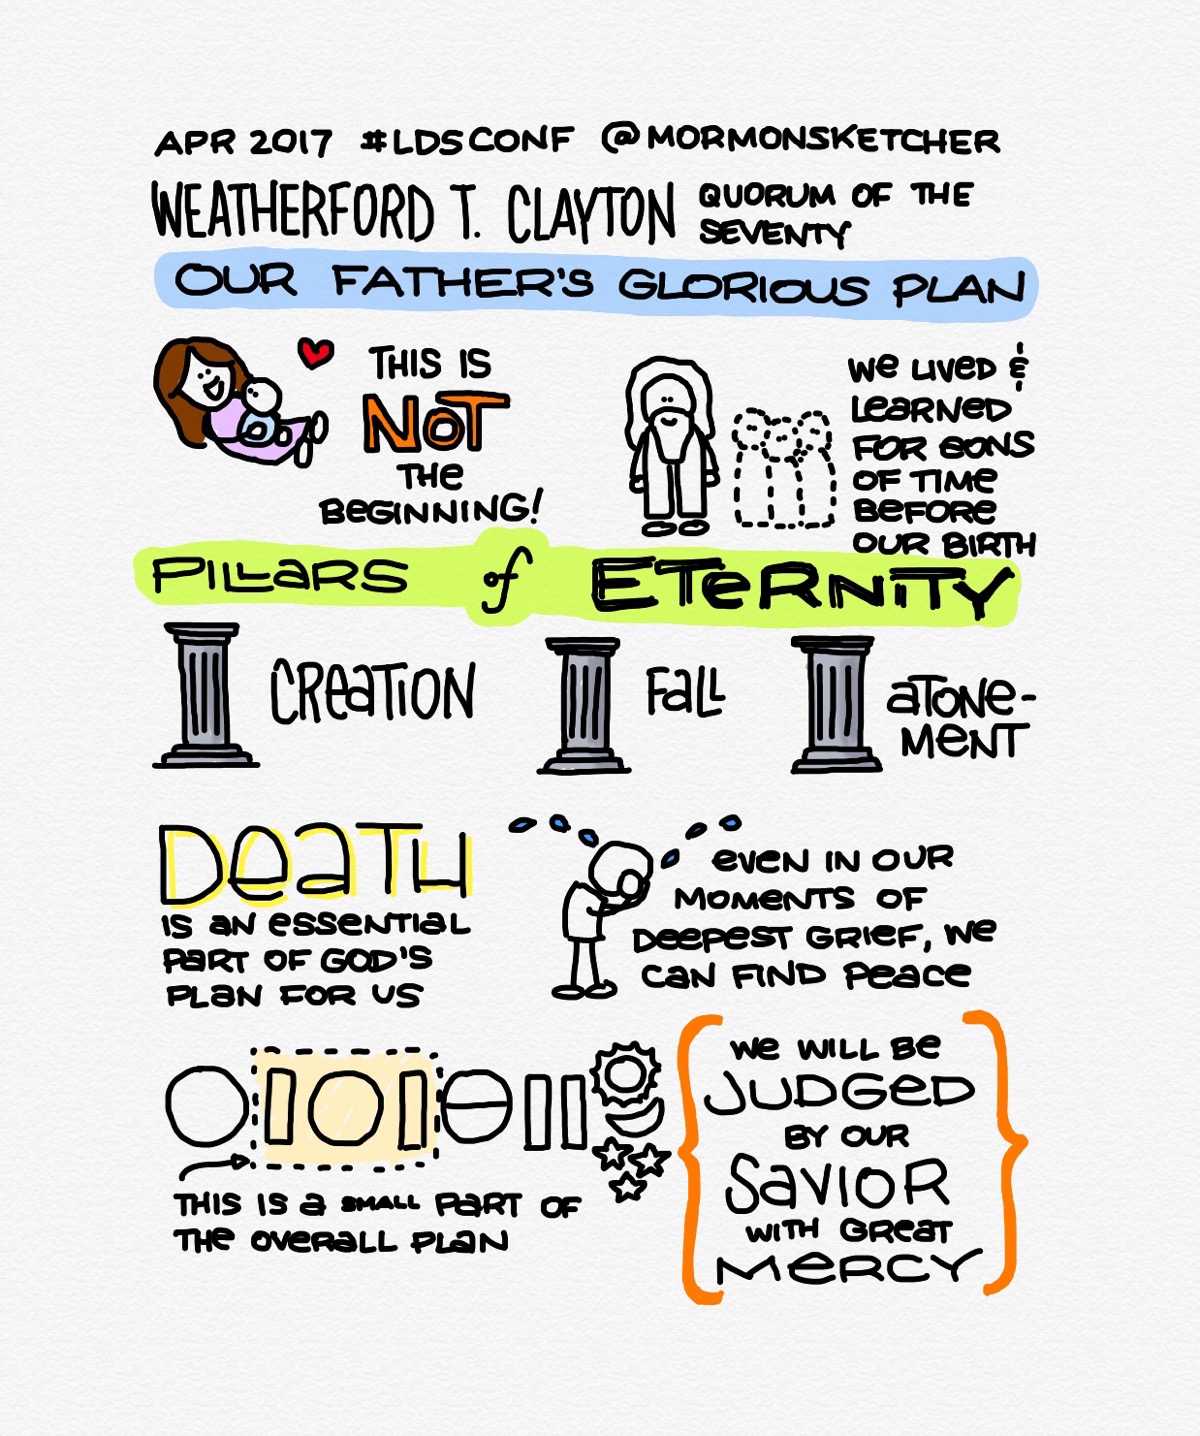 APR 2017 #LDSCONF @MORMONSKETCHER
WEATHERFORD T. CLAYTON
QUORUM OF THE
SEVENTY
OUR FATHER'S GLORIOUS PLAN
THIS IS
NOT
THE
BEGINNING!
WE LIVED &
LEARNED
FOR EONS
OF TIME
BEFORE
OUR BIRTH
PILLARS of ETERNITY
CREATION
FALL
ATONE-
MENT
DEATH
IS AN ESSENTIAL
PART OF GOD'S
PLAN FOR US
EVEN IN OUR
MOMENTS OF
DEEPEST GRIEF, WE
CAN FIND PEACE
THIS IS A SMALL PART OF
THE OVERALL PLAN
WE WILL BE
JUDGED
BY OUR
SAVIOR
WITH GREAT
MERCY